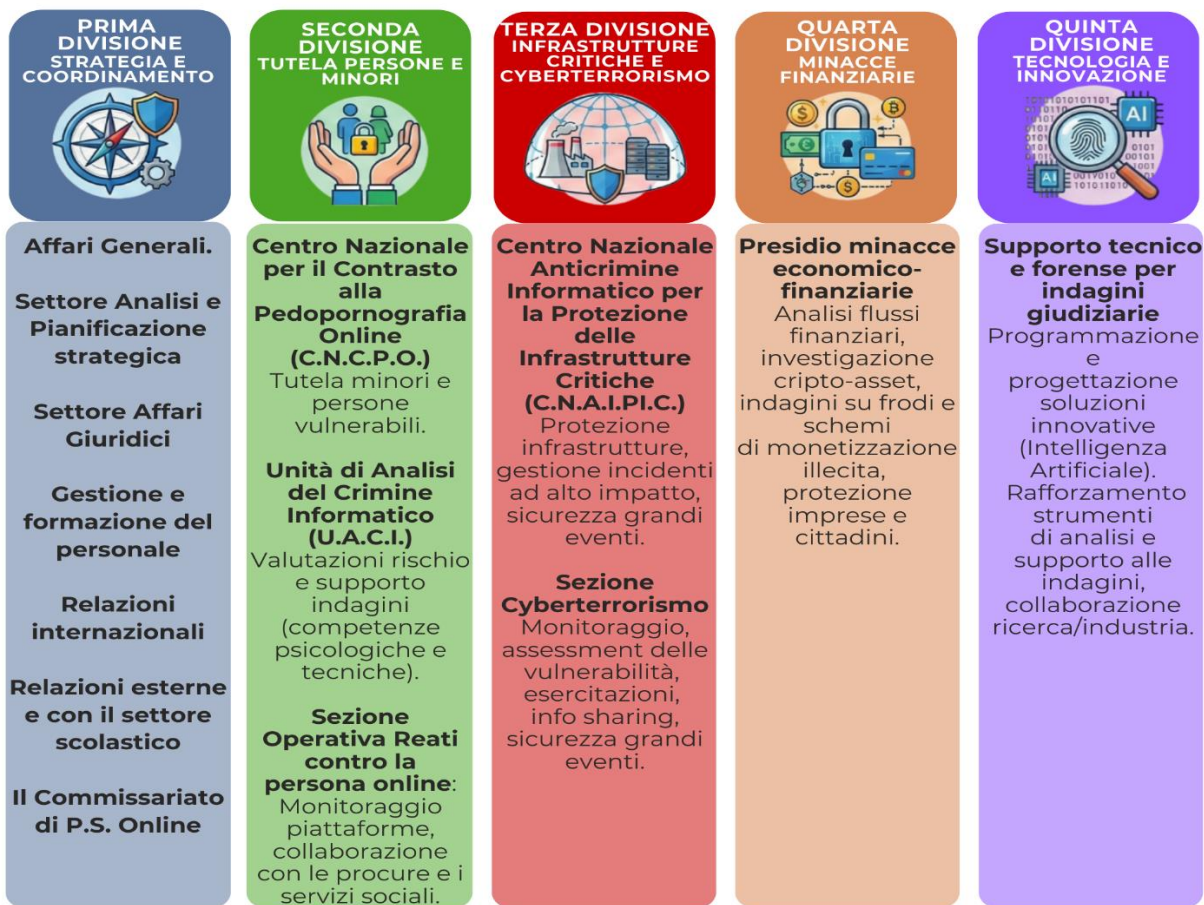 PRIMA
DIVISIONE
STRATEGIA E
COORDINAMENTO
Affari Generali.
Settore Analisi e
Pianificazione
strategica
Settore Affari
Giuridici
Gestione e
formazione del
personale
Relazioni
internazionali
Relazioni esterne
e con il settore
scolastico
Il Commissariato
di P.S. Online
SECONDA
DIVISIONE
TUTELA PERSONE E
MINORI
Centro Nazionale
per il Contrasto
alla
Pedopornografia
Online
(C.N.C.P.O.)
Tutela minori e
persone
vulnerabili.
Unità di Analisi
del Crimine
Informatico
(U.A.C.I.)
Valutazioni rischio
e supporto
indagini
(competenze
psicologiche e
tecniche).
Sezione
Operativa Reati
contro la
persona online:
Monitoraggio
piattaforme,
collaborazione
con le procure e i
servizi sociali.
TERZA DIVISIONE
INFRASTRUTTURE
CRITICHE E
CYBERTERRORISMO
Centro Nazionale
Anticrimine
Informatico per
la Protezione
delle
Infrastrutture
Critiche
(C.N.A.I.PI.C.)
Protezione
infrastrutture,
gestione incidenti
ad alto impatto,
sicurezza grandi
eventi.
Sezione
Cyberterrorismo
Monitoraggio,
assessment delle
vulnerabilità,
esercitazioni,
info sharing,
sicurezza grandi
eventi.
QUARTA
DIVISIONE
MINACCE
FINANZIARIE
Presidio minacce
economico-
finanziarie
Analisi flussi
finanziari,
investigazione
cripto-asset,
indagini su frodi e
schemi
di monetizzazione
illecita,
protezione
imprese e
cittadini.
QUINTA
DIVISIONE
TECNOLOGIA E
INNOVAZIONE
AI
AI
Supporto tecnico
e forense per
indagini
giudiziarie
Programmazione
e
progettazione
soluzioni
innovative
(Intelligenza
Artificiale).
Rafforzamento
strumenti
di analisi e
supporto alle
indagini,
collaborazione
ricerca/industria.